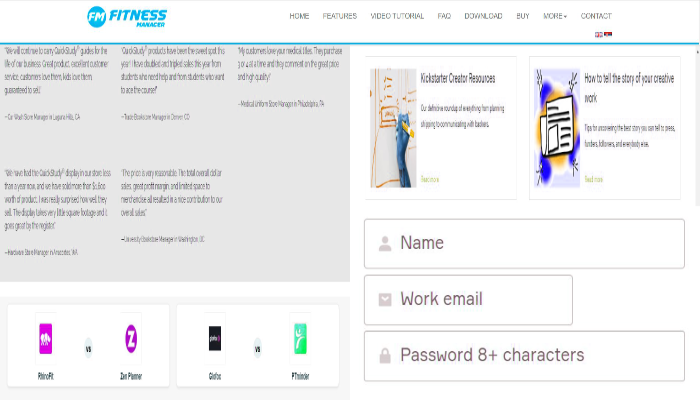 FM FITNESS
MANAGER
HOME FEATURES VIDEO TUTORIAL FAQ DOWNLOAD BUY MORE CONTACT
"We will continue to carry QuickStudy® guides for the
life of our business. Great product, excellent customer
service, customers love them, kids love them,
guaranteed to sell."
—Car Wash Store Manager in Laguna Hills, CA
"QuickStudy® products have been the sweet spot this
year. I have doubled and tripled sales this year from
students who need help and from students who want
to ace the course!"
—Trade Bookstore Manager in Denver, CO
"My customers love your medical titles. They purchase
3 or 4 at a time and they comment on the great price
and high quality."
—Medical Uniform Store Manager in Philadelphia, PA
"We have had the QuickStudy® display in our store less
than a year now, and we have sold more than $1,600
worth of product. I was ready surprised how well they
sell. The display takes very little square footage and it
goes great by the register."
—Hardware Store Manager in Anacortes, WA
"The price is very reasonable. The total overall dollar
sales, great profit margin, and limited space to
merchandise all resulted in a nice contribution to our
overall sales."
—University Bookstore Manager in Washington, DC
Kickstarter Creator Resources
Our definitive roundup of everything from planning
shipping to communicating with backers.
Read more
How to tell the story of your creative
work
Tips for uncovering the best story you can tell to press,
funders, followers, and everybody else.
Read more
Name
Work email
Password 8+ characters
RhinoFit
vs
Zen Planner
glofox
Glofox
vs
PTminder